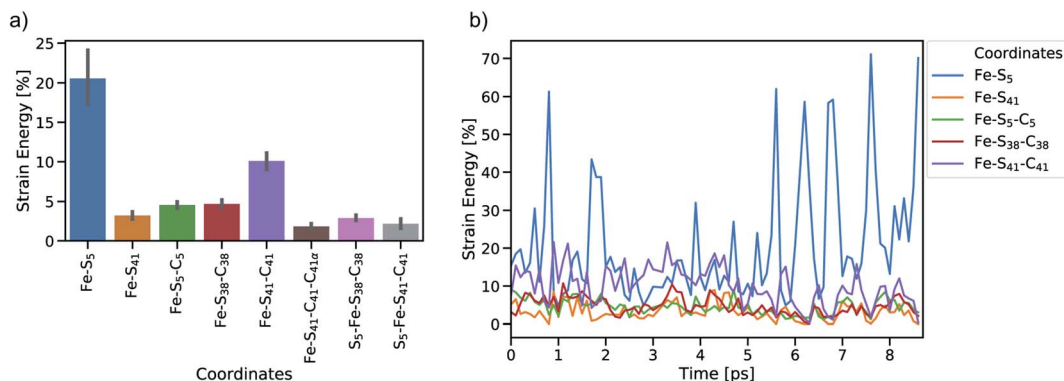 a)
Strain Energy [%]
25
20
15
10
5
0
Fe-S₅
Fe-S₄₁
Fe-S₅-C₅
Fe-S₃₈-C₃₈
Fe-S₄₁-C₄₁
Fe-S₄₁-C₄₁-C₄₁α
S₅-Fe-S₃₈-C₃₈
S₅-Fe-S₄₁-C₄₁
Coordinates
b)
Strain Energy [%]
70
60
50
40
30
20
10
0
0 1 2 3 4 5 6 7 8
Time [ps]
Coordinates
Fe-S₅
Fe-S₄₁
Fe-S₅-C₅
Fe-S₃₈-C₃₈
Fe-S₄₁-C₄₁